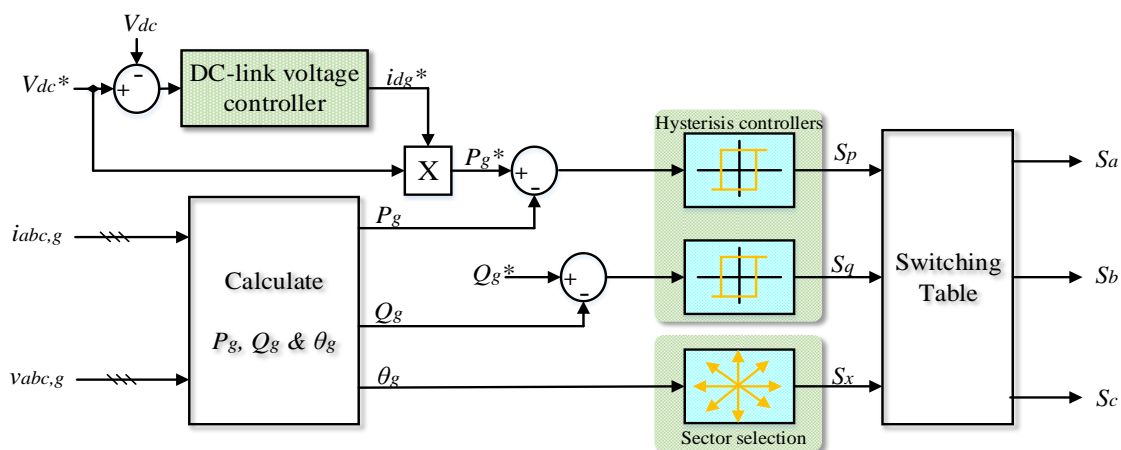 Vdc
Vdc*
-
+
DC-link voltage
controller
idg*
X
Pg*
+
-
Hysterisis controllers
Sp
Sa
iabc,g
Pg
Calculate
Pg, Qg & θg
Qg*
+
-
Qg
Sq
Switching
Table
Sb
vabc,g
θg
Sx
Sc
Sector selection